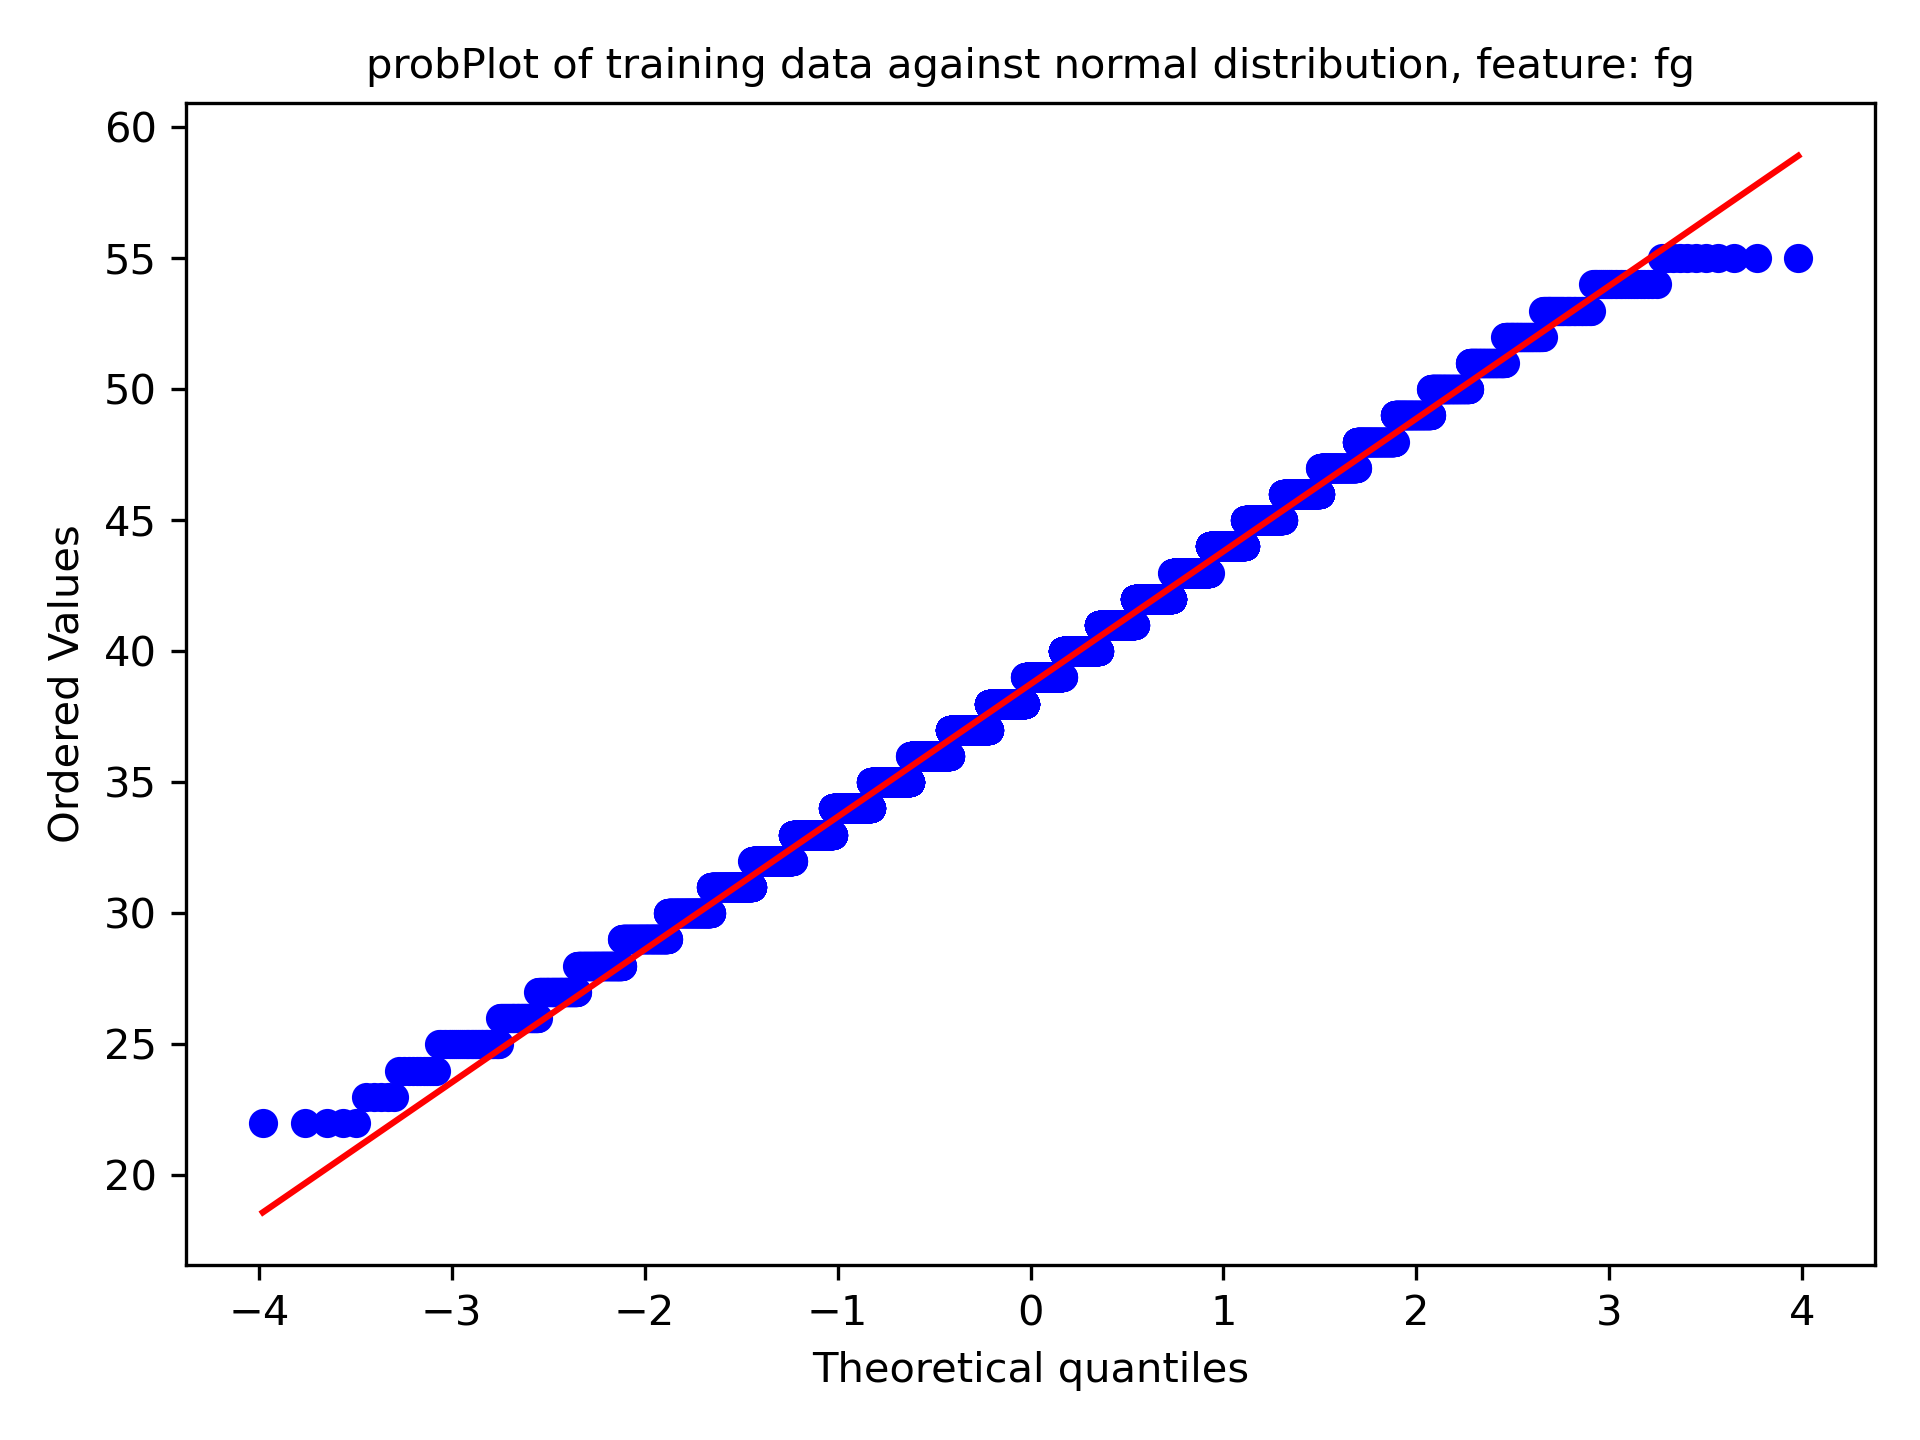 probPlot of training data against normal distribution, feature: fg
60
55
50
45
40
35
30
25
20
Ordered Values
−4 −3 −2 −1 0 1 2 3 4
Theoretical quantiles